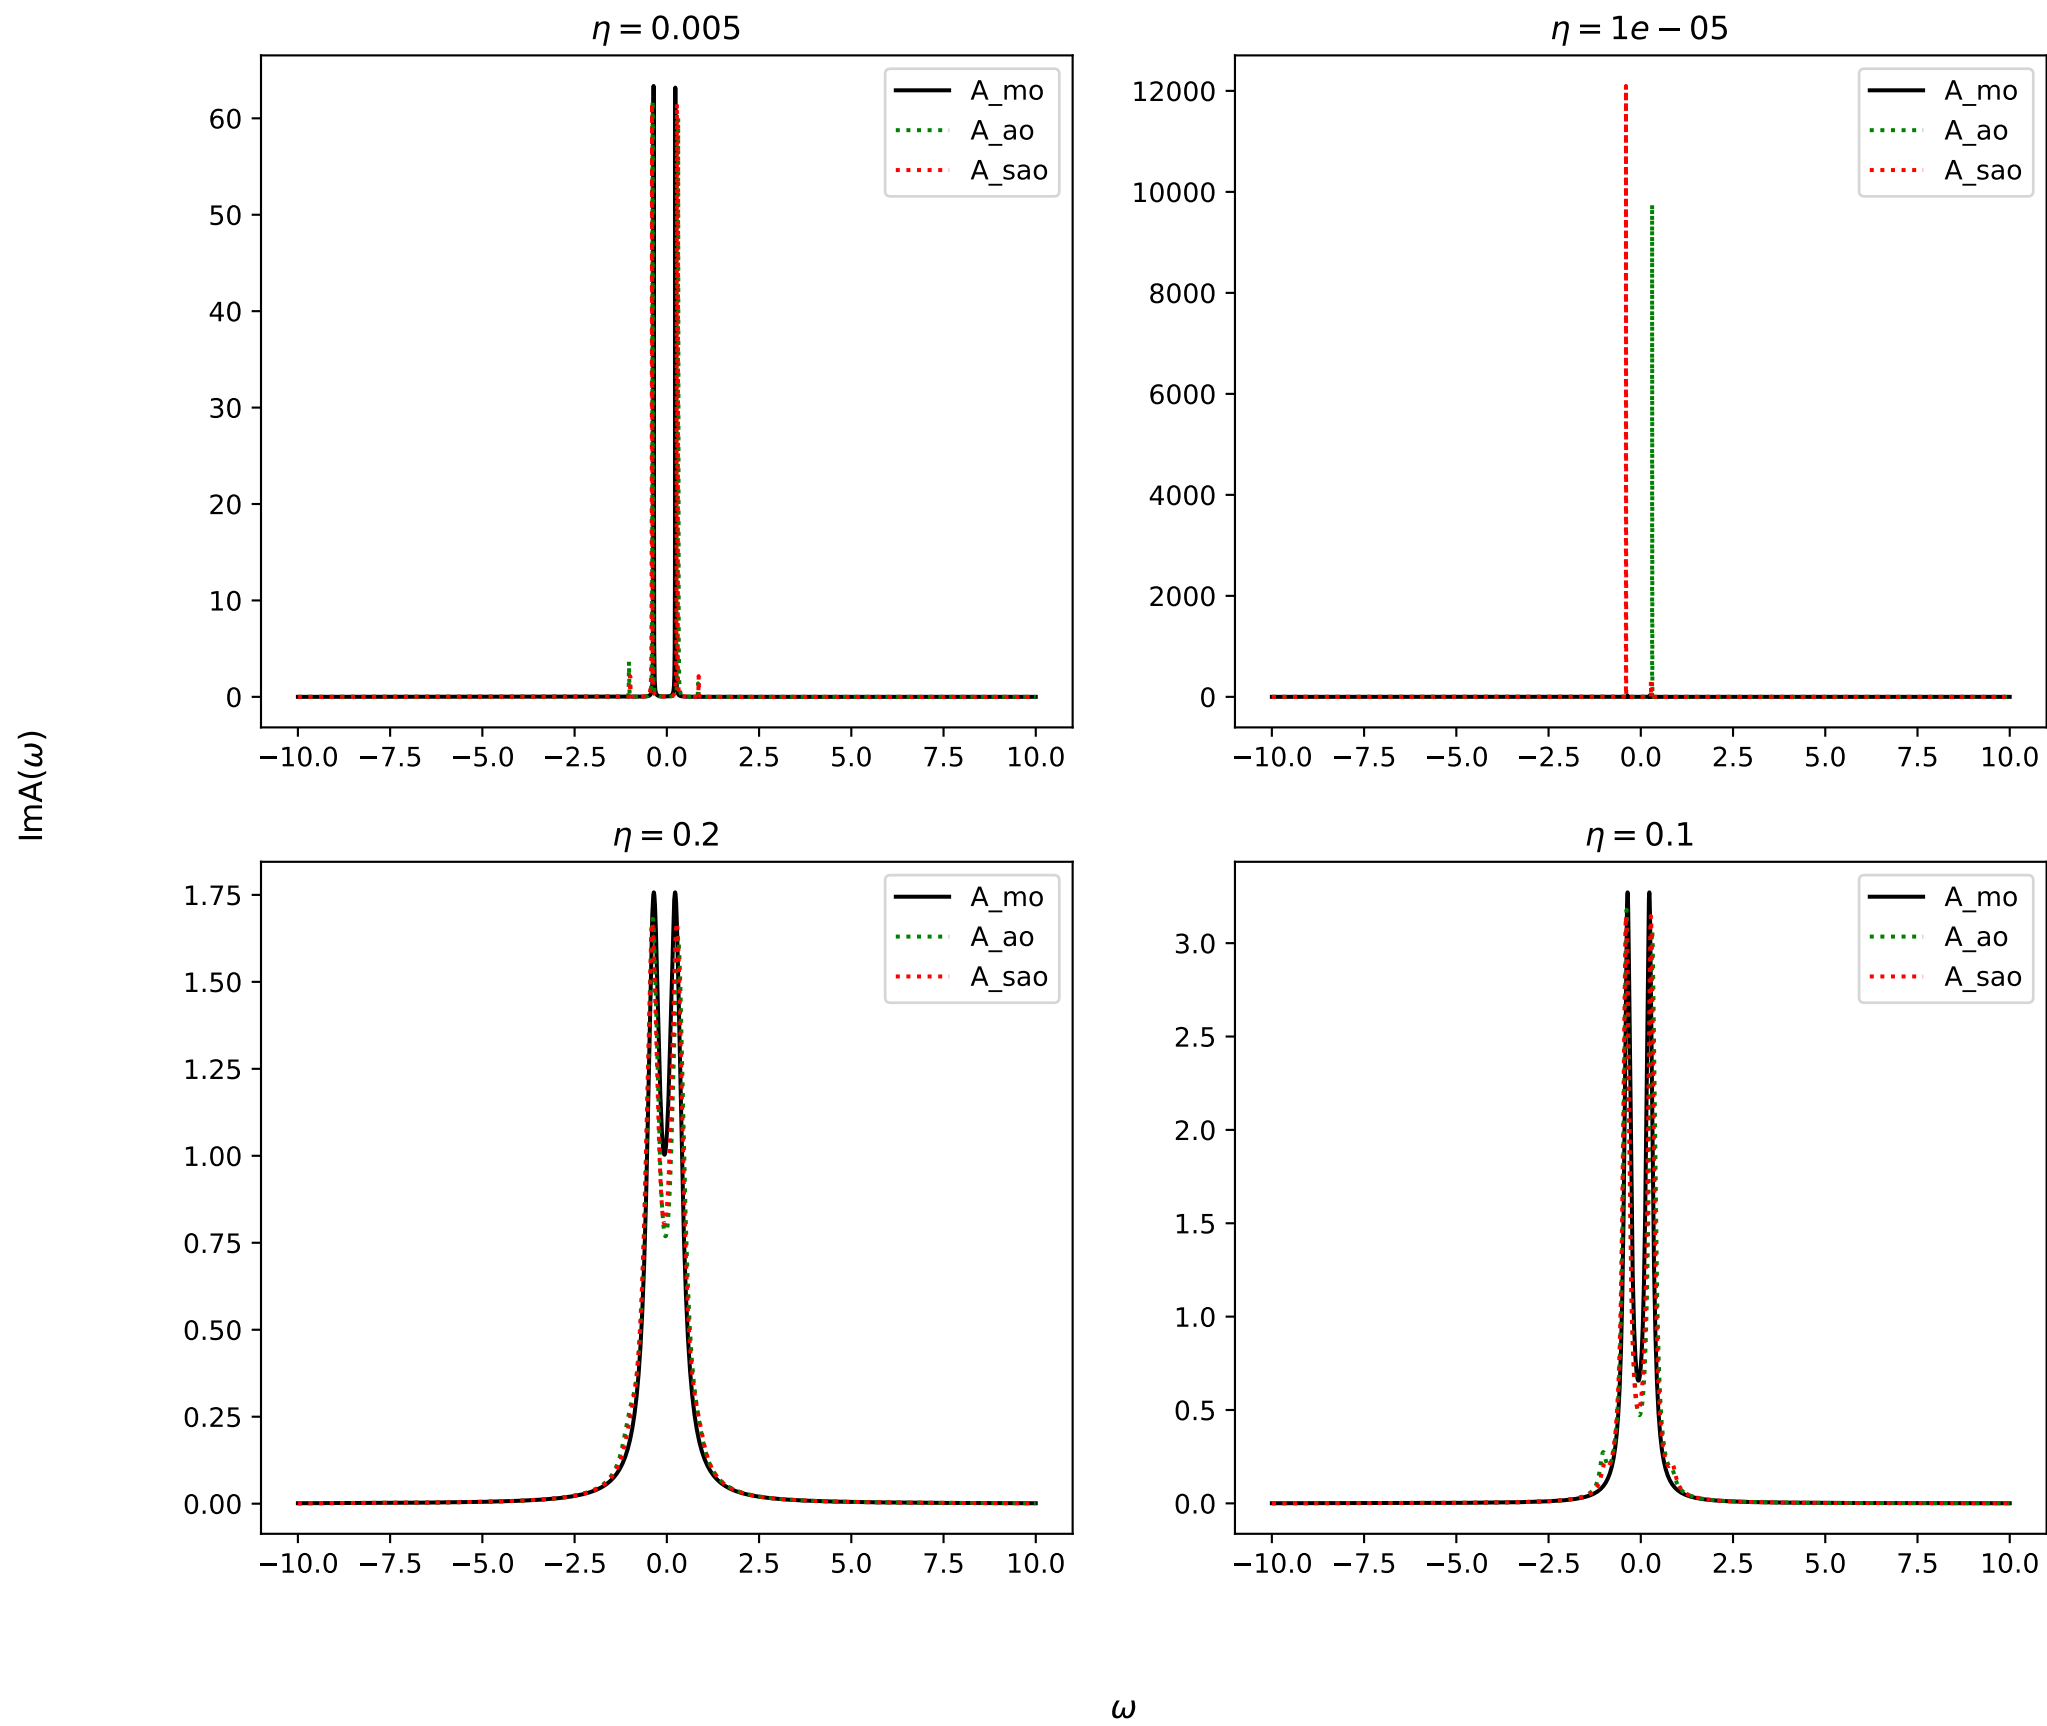 η = 0.005
60
50
40
30
20
10
0
−10.0 −7.5 −5.0 −2.5 0.0 2.5 5.0 7.5 10.0
A_mo
A_ao
A_sao
η = 1e − 05
12000
10000
8000
6000
4000
2000
0
−10.0 −7.5 −5.0 −2.5 0.0 2.5 5.0 7.5 10.0
A_mo
A_ao
A_sao
ImA(ω)
η = 0.2
1.75
1.50
1.25
1.00
0.75
0.50
0.25
0.00
−10.0 −7.5 −5.0 −2.5 0.0 2.5 5.0 7.5 10.0
A_mo
A_ao
A_sao
η = 0.1
3.0
2.5
2.0
1.5
1.0
0.5
0.0
−10.0 −7.5 −5.0 −2.5 0.0 2.5 5.0 7.5 10.0
A_mo
A_ao
A_sao
ω